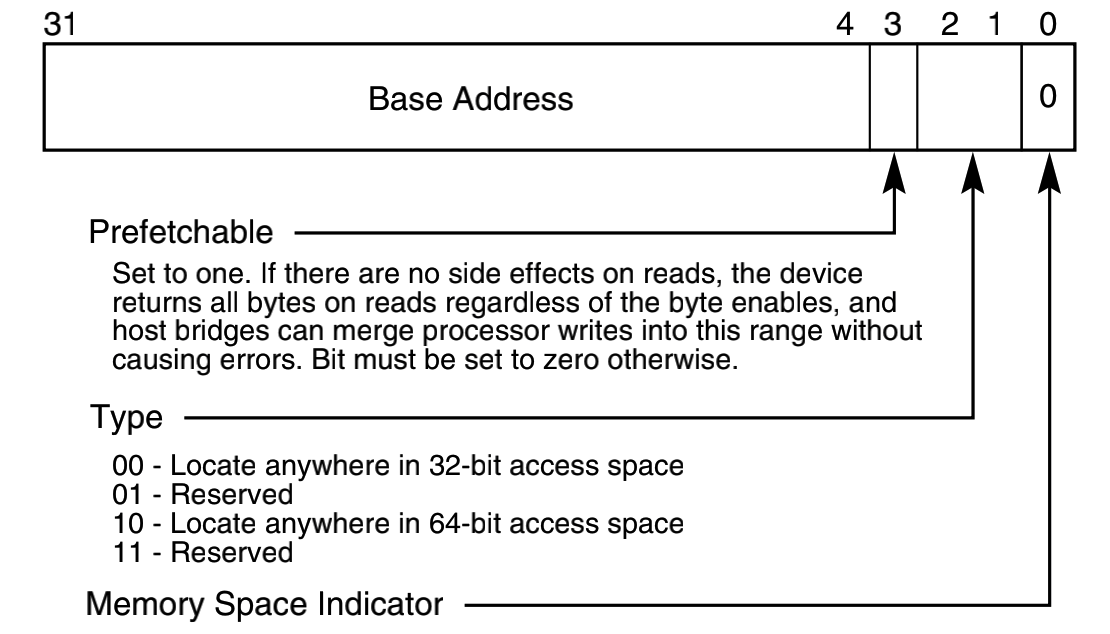 31 4 3 2 1 0
Base Address 0
Prefetchable
Set to one. If there are no side effects on reads, the device
returns all bytes on reads regardless of the byte enables, and
host bridges can merge processor writes into this range without
causing errors. Bit must be set to zero otherwise.
Type
00 - Locate anywhere in 32-bit access space
01 - Reserved
10 - Locate anywhere in 64-bit access space
11 - Reserved
Memory Space Indicator